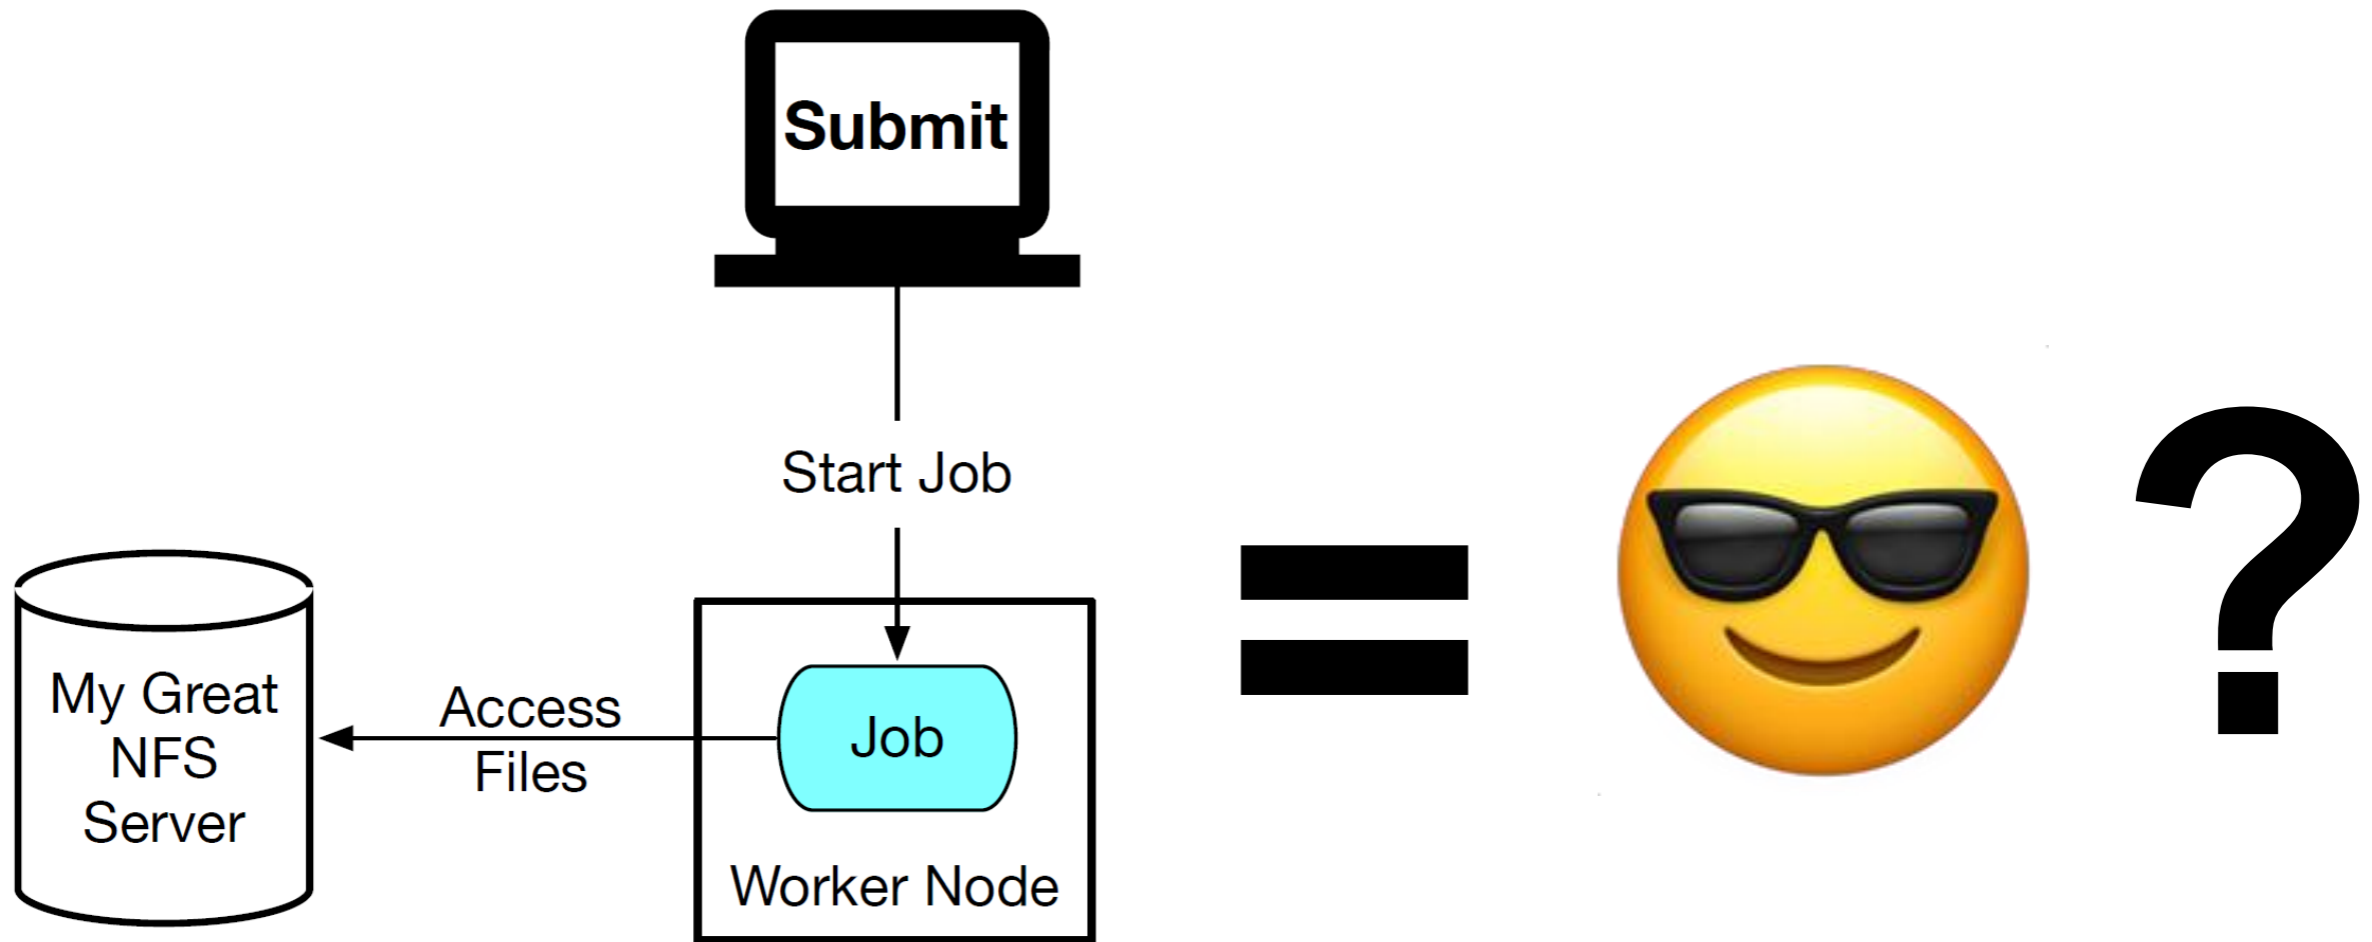 Submit
Start Job
My Great
NFS
Server
Access
Files
Job
Worker Node
=
?